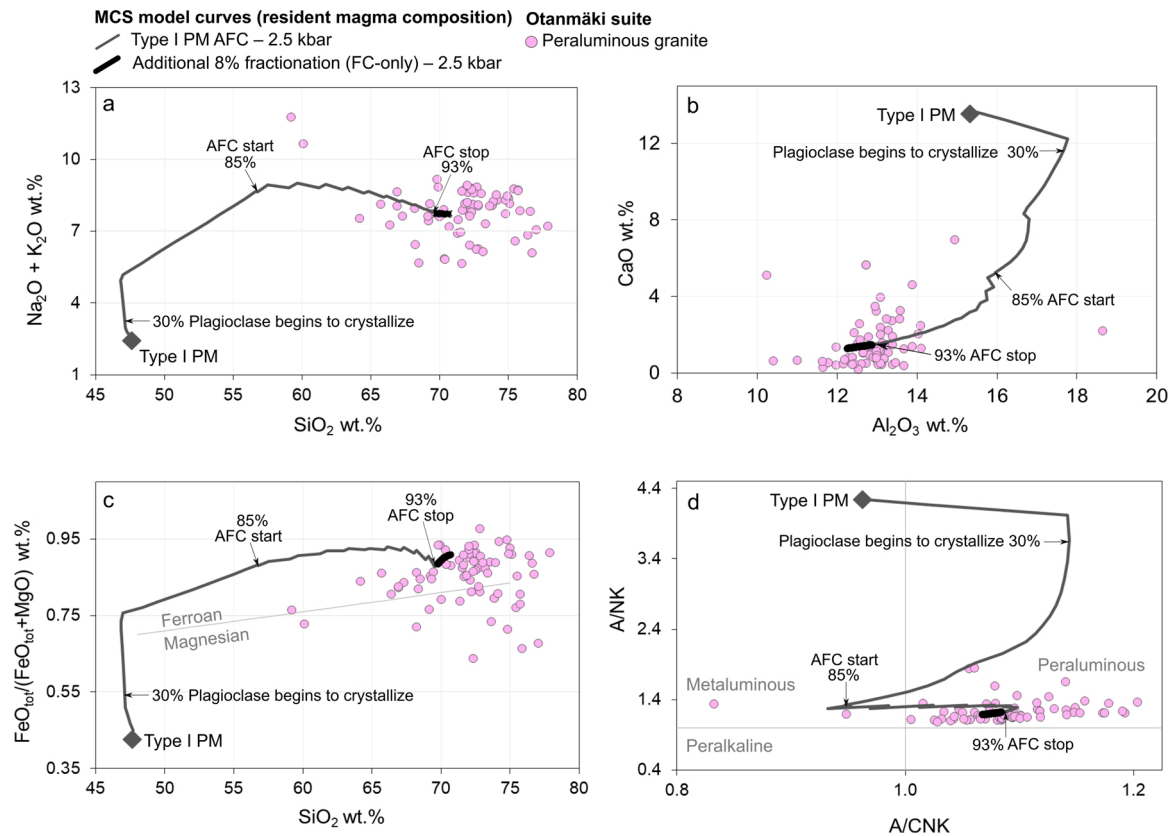 MCS model curves (resident magma composition)
Type I PM AFC – 2.5 kbar
Additional 8% fractionation (FC-only) – 2.5 kbar
Otanmäki suite
Peraluminous granite
a
13
10
7
4
1
Na₂O + K₂O wt.%
AFC start
85%
AFC stop
93%
30% Plagioclase begins to crystallize
Type I PM
45 50 55 60 65 70 75 80
SiO₂ wt.%
b
12
8
4
0
CaO wt.%
Type I PM
Plagioclase begins to crystallize 30%
85% AFC start
93% AFC stop
8 10 12 14 16 18 20
Al₂O₃ wt.%
c
0.95
0.75
0.55
0.35
FeOtot/(FeOtot+MgO) wt.%
85%
AFC start
93%
AFC stop
Ferroan
Magnesian
30% Plagioclase begins to crystallize
Type I PM
45 50 55 60 65 70 75 80
SiO₂ wt.%
d
4.4
3.4
2.4
1.4
0.4
A/NK
Type I PM
Plagioclase begins to crystallize 30%
AFC start
85%
Metaluminous
Peraluminous
Peralkaline
93% AFC stop
0.8 1.0 1.2
A/CNK